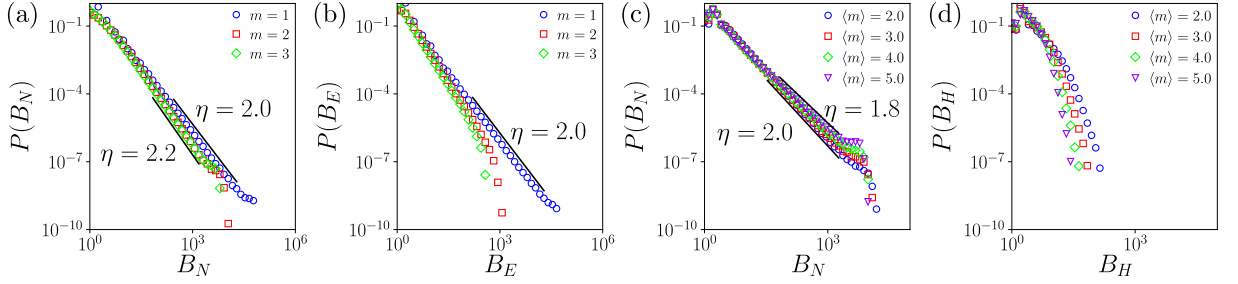 (a)
P(B_N)
10^{-1}
10^{-4}
10^{-7}
10^{-10}
m = 1
m = 2
m = 3
η = 2.0
η = 2.2
10^0
10^3
10^6
B_N
(b)
P(B_E)
10^{-1}
10^{-4}
10^{-7}
10^{-10}
m = 1
m = 2
m = 3
η = 2.0
10^0
10^3
10^6
B_E
(c)
P(B_N)
10^{-1}
10^{-4}
10^{-7}
10^{-10}
⟨m⟩ = 2.0
⟨m⟩ = 3.0
⟨m⟩ = 4.0
⟨m⟩ = 5.0
η = 1.8
η = 2.0
10^0
10^3
B_N
(d)
P(B_H)
10^{-1}
10^{-4}
10^{-7}
10^{-10}
⟨m⟩ = 2.0
⟨m⟩ = 3.0
⟨m⟩ = 4.0
⟨m⟩ = 5.0
10^0
10^3
B_H